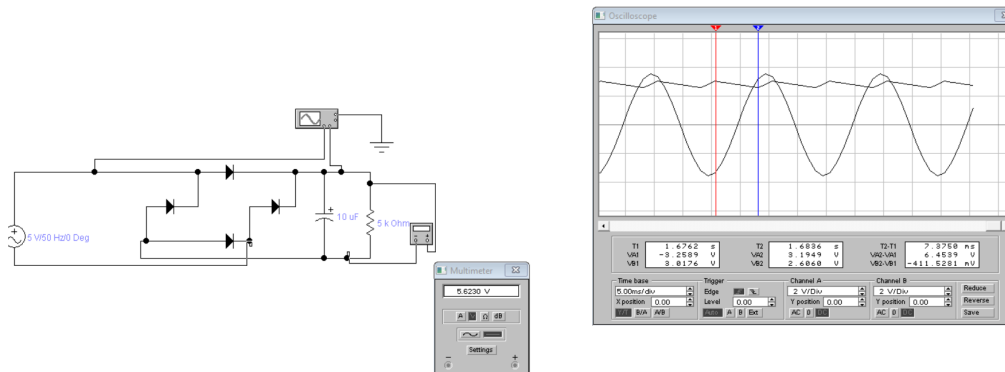 Oscilloscope
5 V/50 Hz/0 Deg
10 uF
5 k Ohm
Multimeter
5.6230 V
A Ω dB
Settings
T1 1.6762 s T2 1.6836 s T2-T1 7.3750 ms
VA1 -3.2589 V VA2 3.1949 V VA2-VA1 6.4539 V
VB1 3.0176 V VB2 2.6060 V VB2-VB1 -411.5281 mV
Time base Trigger Channel A Channel B
5.00ms/div Edge 2 V/Div 2 V/Div Reduce
X position 0.00 Level 0.00 Y position 0.00 Y position 0.00 Reverse
Y/T B/A A/B Auto A B Ext AC 0 DC AC 0 DC Save